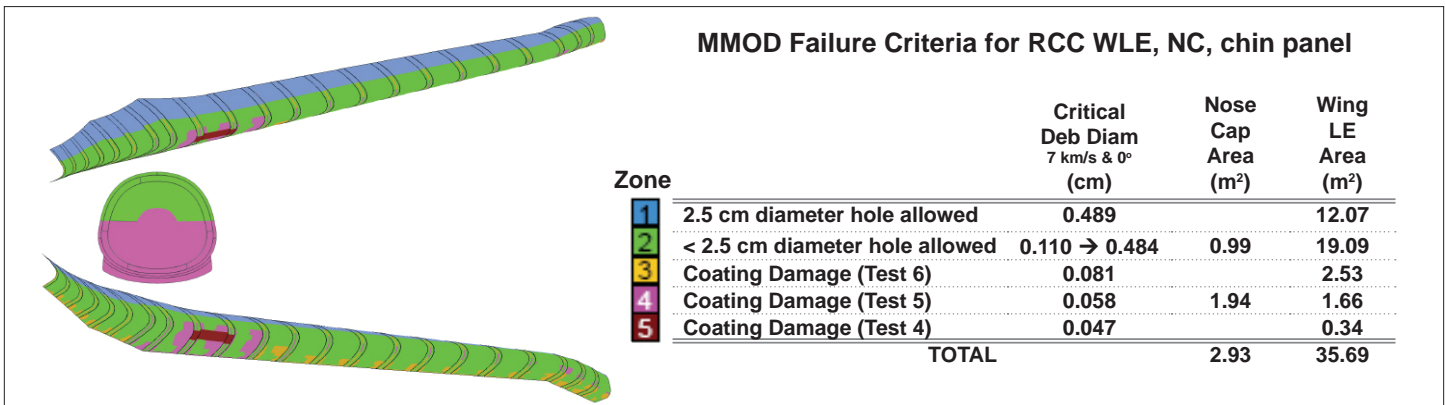 MMOD Failure Criteria for RCC WLE, NC, chin panel
Critical Deb Diam 7 km/s & 0° (cm)
Nose Cap Area (m²)
Wing LE Area (m²)
Zone
1 2.5 cm diameter hole allowed 0.489 12.07
2 < 2.5 cm diameter hole allowed 0.110 → 0.484 0.99 19.09
3 Coating Damage (Test 6) 0.081 2.53
4 Coating Damage (Test 5) 0.058 1.94 1.66
5 Coating Damage (Test 4) 0.047 0.34
TOTAL 2.93 35.69